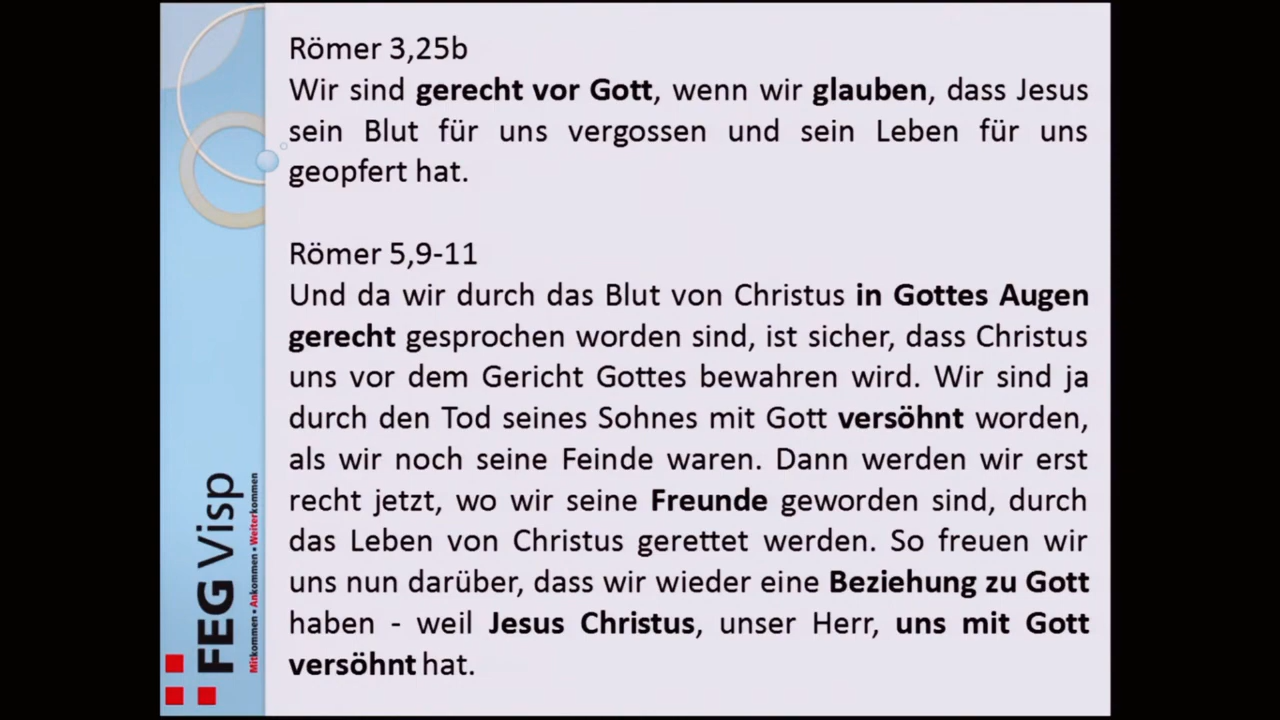 Römer 3,25b
Wir sind gerecht vor Gott, wenn wir glauben, dass Jesus
sein Blut für uns vergossen und sein Leben für uns
geopfert hat.
Römer 5,9-11
Und da wir durch das Blut von Christus in Gottes Augen
gerecht gesprochen worden sind, ist sicher, dass Christus
uns vor dem Gericht Gottes bewahren wird. Wir sind ja
durch den Tod seines Sohnes mit Gott versöhnt worden,
als wir noch seine Feinde waren. Dann werden wir erst
recht jetzt, wo wir seine Freunde geworden sind, durch
das Leben von Christus gerettet werden. So freuen wir
uns nun darüber, dass wir wieder eine Beziehung zu Gott
haben - weil Jesus Christus, unser Herr, uns mit Gott
versöhnt hat.
FEG Visp
Mitkommen • Ankommen • Weiterkommen